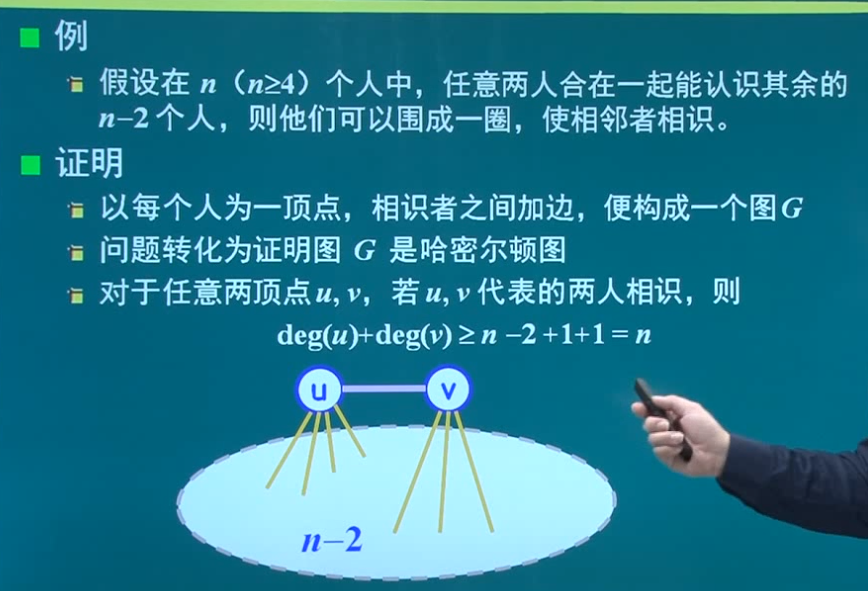 例
假设在 n（n≥4）个人中，任意两人合在一起能认识其余的
n−2 个人，则他们可以围成一圈，使相邻者相识。
证明
以每个人为一顶点，相识者之间加边，便构成一个图G
问题转化为证明图 G 是哈密尔顿图
对于任意两顶点u, v，若 u, v 代表的两人相识，则
deg(u)+deg(v) ≥ n −2 +1+1 = n
u v
n−2